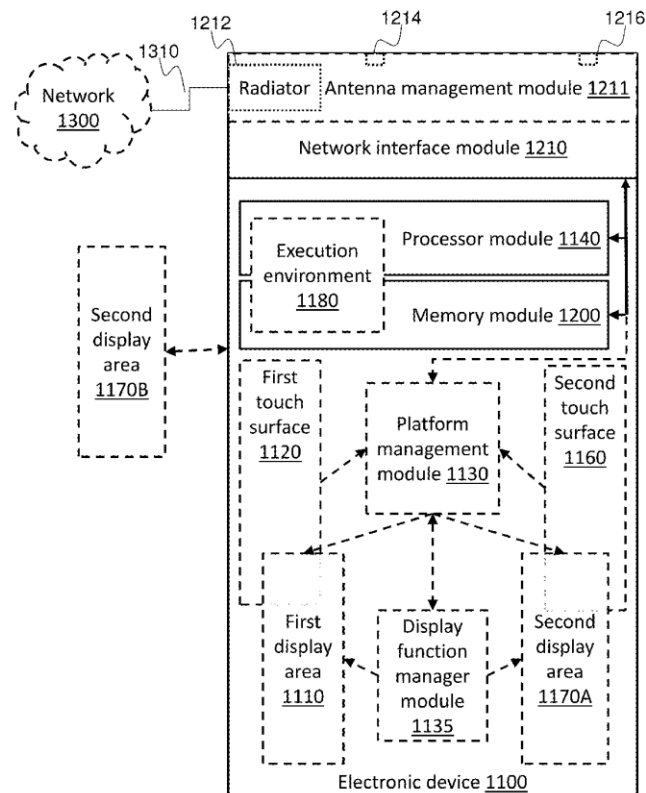 1212
1214
1216
1310
Network
1300
Radiator
Antenna management module 1211
Network interface module 1210
Processor module 1140
Execution
environment
1180
Memory module 1200
Second
display
area
1170B
First
touch
surface
1120
Platform
management
module 1130
Second
touch
surface
1160
First
display
area
1110
Display
function
manager
module
1135
Second
display
area
1170A
Electronic device 1100